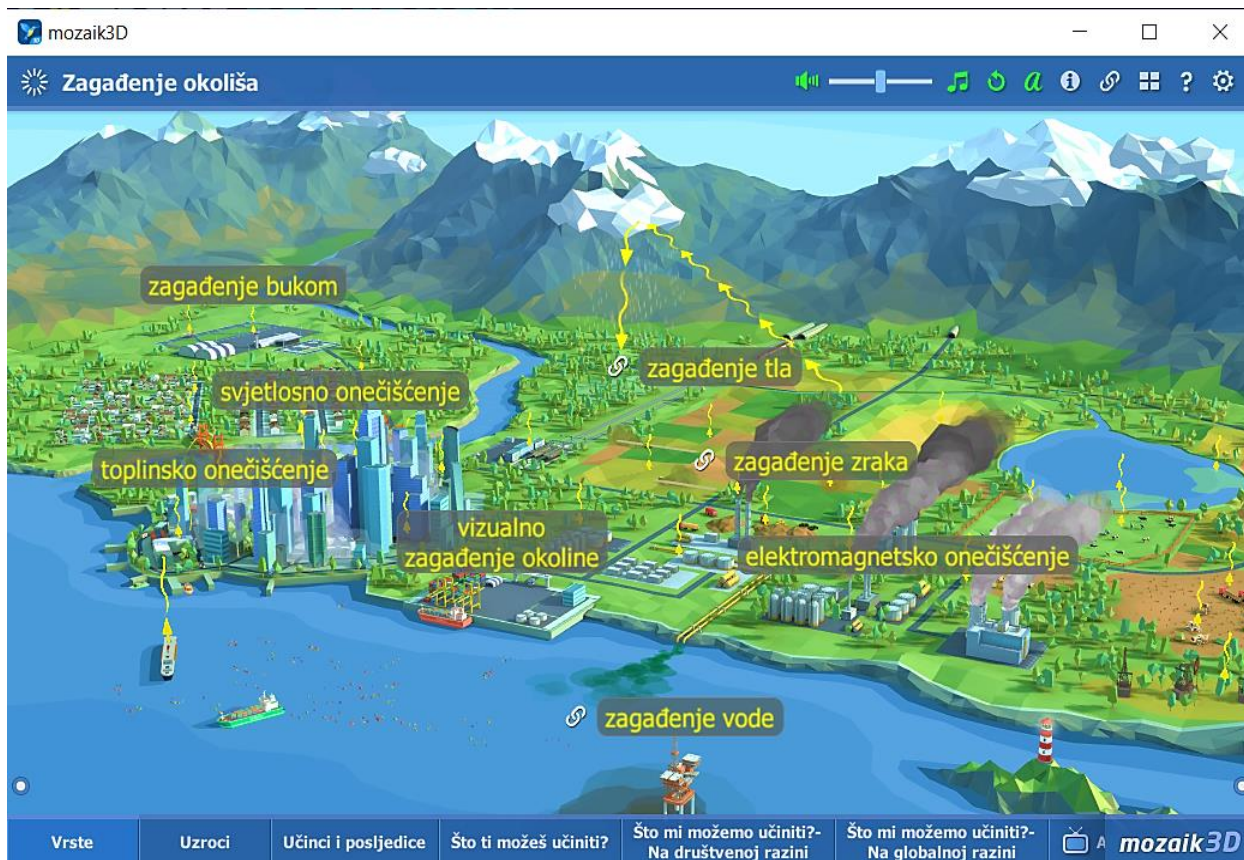 mozaik3D
Zagađenje okoliša
zagađenje bukom
zagađenje tla
svjetlosno onečišćenje
toplinsko onečišćenje
zagađenje zraka
vizualno
zagađenje okoline
elektromagnetsko onečišćenje
zagađenje vode
Vrste
Uzroci
Učinci i posljedice
Što ti možeš učiniti?
Što mi možemo učiniti?-
Na društvenoj razini
Što mi možemo učiniti?-
Na globalnoj razini
A
mozaik3D